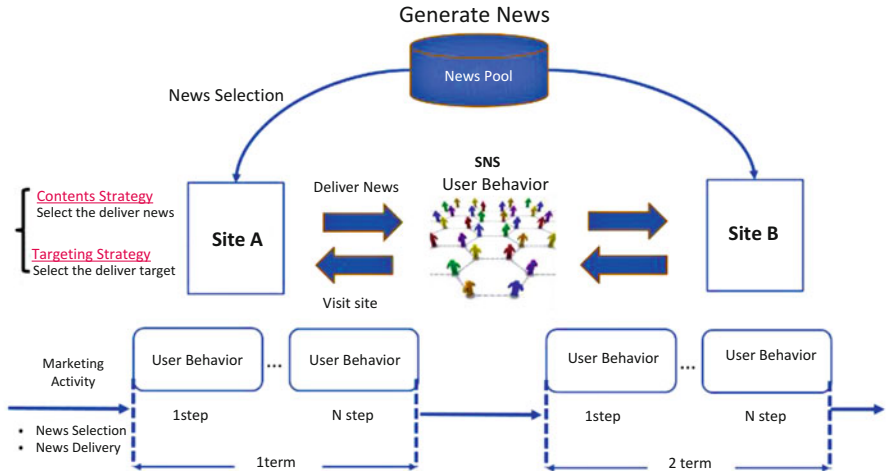 Generate News
News Pool
News Selection
SNS
User Behavior
Deliver News
Contents Strategy
Select the deliver news
Site A
Site B
Targeting Strategy
Select the deliver target
Visit site
User Behavior
...
User Behavior
User Behavior
...
User Behavior
Marketing
Activity
1step
N step
1step
N step
• News Selection
• News Delivery
1term
2 term